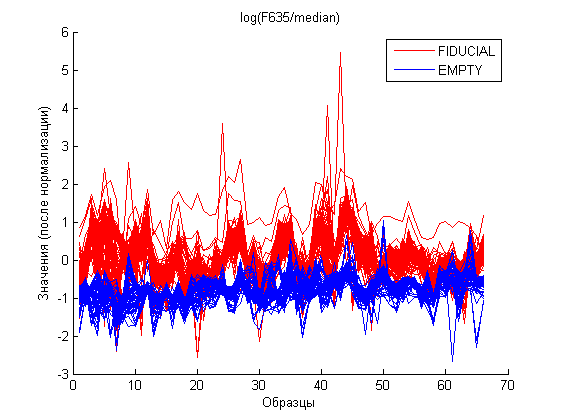 log(F635/median)
FIDUCIAL
EMPTY
Значения (после нормализации)
6
5
4
3
2
1
0
-1
-2
-3
0 10 20 30 40 50 60 70
Образцы